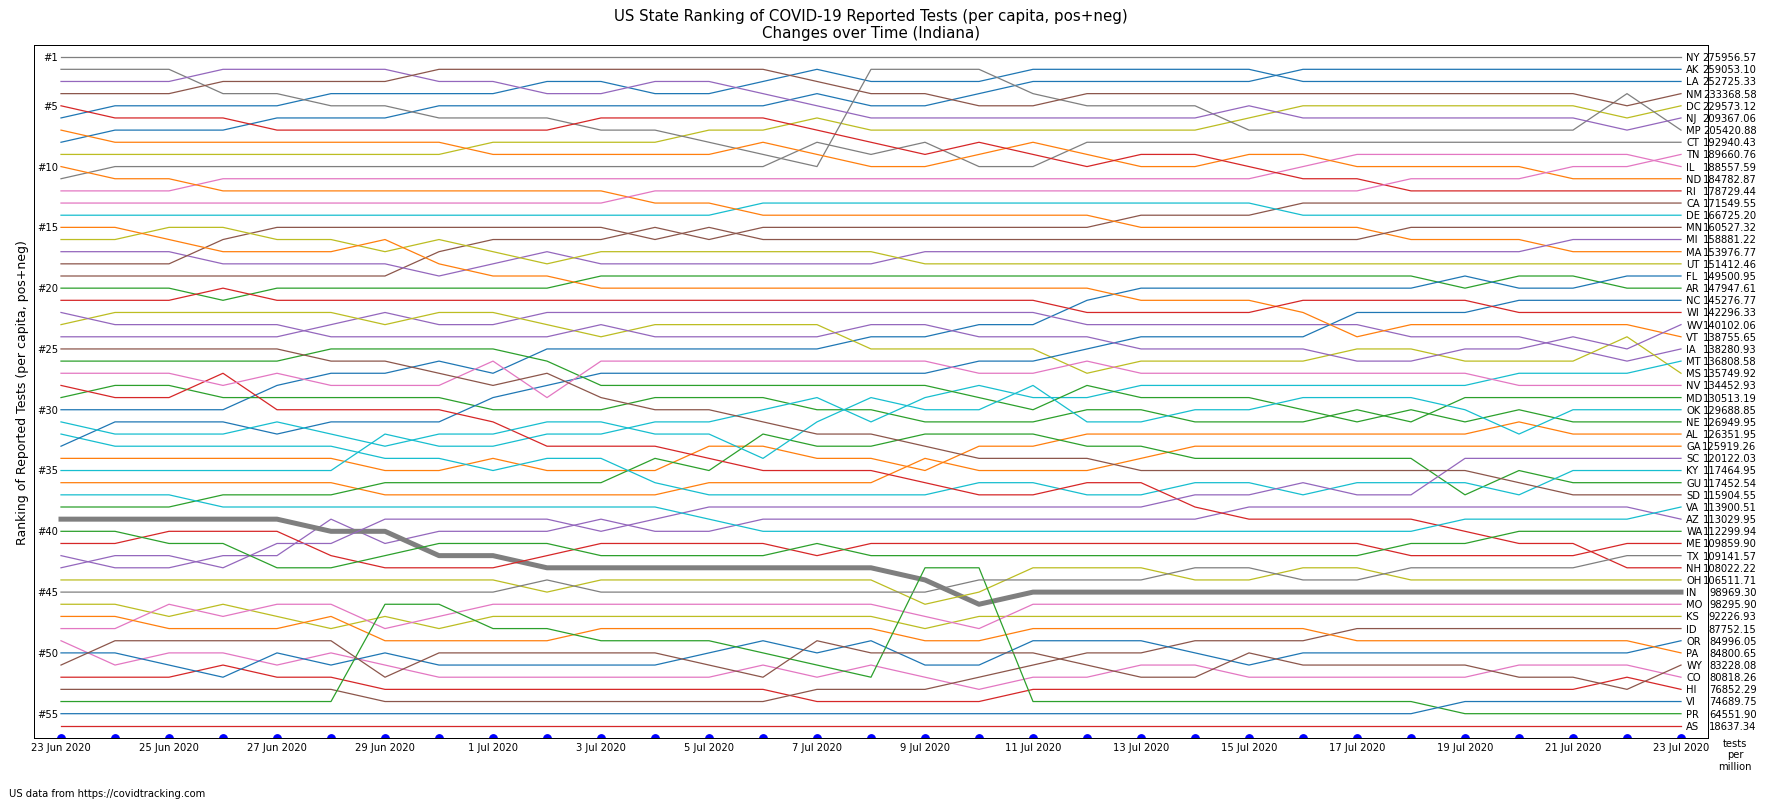 US State Ranking of COVID-19 Reported Tests (per capita, pos+neg)
Changes over Time (Indiana)
Ranking of Reported Tests (per capita, pos+neg)
#1
#5
#10
#15
#20
#25
#30
#35
#40
#45
#50
#55
NY 275956.57
AK 259053.10
LA 252725.33
NM 233368.58
DC 229573.12
NJ 209367.06
MP 205420.88
CT 192940.43
TN 189660.76
IL 188557.59
ND 184782.87
RI 178729.44
CA 171549.55
DE 166725.20
MN 160527.32
MI 158881.22
MA 153976.77
UT 151412.46
FL 149500.95
AR 147947.61
NC 145276.77
WI 142296.33
WV 140102.06
VT 138755.65
IA 138280.93
MT 136808.58
MS 135749.92
NV 134452.93
MD 130513.19
OK 129688.85
NE 126949.95
AL 126351.95
GA 125919.26
SC 120122.03
KY 117464.95
GU 117452.54
SD 115904.55
VA 113900.51
AZ 113029.95
WA 112299.94
ME 109859.90
TX 109141.57
NH 108022.22
OH 106511.71
IN 98969.30
MO 98295.90
KS 92226.93
ID 87752.15
OR 84996.05
PA 84800.65
WY 83228.08
CO 80818.26
HI 76852.29
VI 74689.75
PR 64551.90
AS 18637.34
23 Jun 2020 25 Jun 2020 27 Jun 2020 29 Jun 2020 1 Jul 2020 3 Jul 2020 5 Jul 2020 7 Jul 2020 9 Jul 2020 11 Jul 2020 13 Jul 2020 15 Jul 2020 17 Jul 2020 19 Jul 2020 21 Jul 2020 23 Jul 2020
tests
per
million
US data from https://covidtracking.com